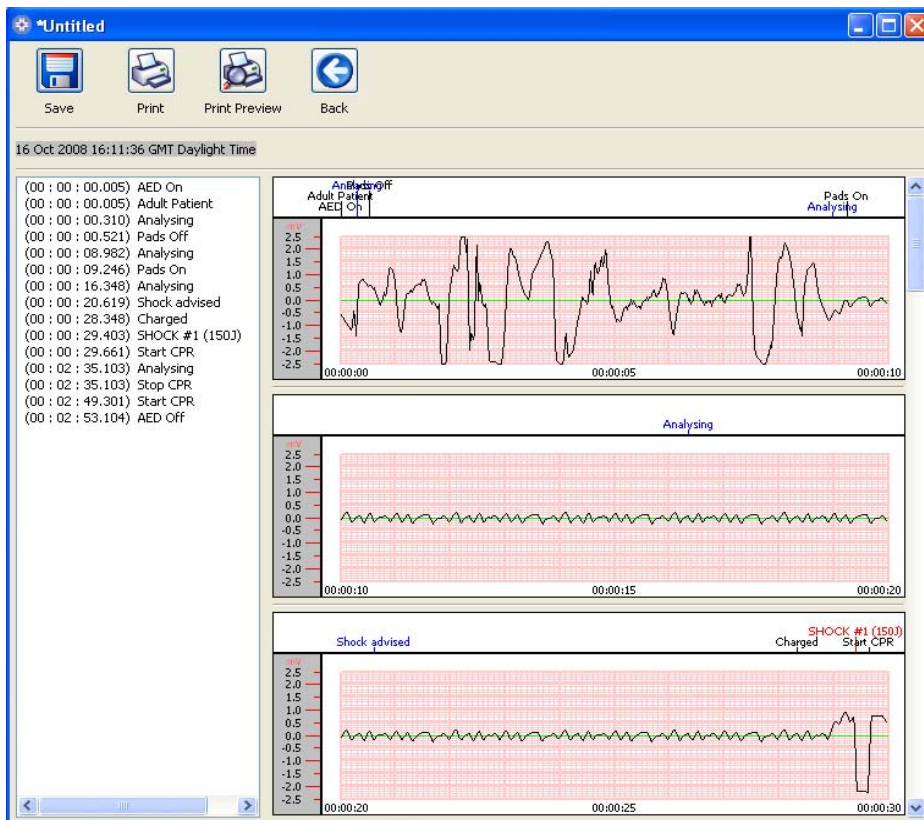 *Untitled
Save Print Print Preview Back
16 Oct 2008 16:11:36 GMT Daylight Time
(00 : 00 : 00.005) AED On
(00 : 00 : 00.005) Adult Patient
(00 : 00 : 00.310) Analysing
(00 : 00 : 00.521) Pads Off
(00 : 00 : 08.982) Analysing
(00 : 00 : 09.246) Pads On
(00 : 00 : 16.348) Analysing
(00 : 00 : 20.619) Shock advised
(00 : 00 : 28.348) Charged
(00 : 00 : 29.403) SHOCK #1 (150J)
(00 : 00 : 29.661) Start CPR
(00 : 02 : 35.103) Analysing
(00 : 02 : 35.103) Stop CPR
(00 : 02 : 49.301) Start CPR
(00 : 02 : 53.104) AED Off
Analysing Pads Off
Adult Patient Pads On
AED On Analysing
mV
2.5
2.0
1.5
1.0
0.5
0.0
-0.5
-1.0
-1.5
-2.0
-2.5
00:00:00 00:00:05 00:00:10
Analysing
mV
2.5
2.0
1.5
1.0
0.5
0.0
-0.5
-1.0
-1.5
-2.0
-2.5
00:00:10 00:00:15 00:00:20
SHOCK #1 (150J)
Shock advised Charged Start CPR
mV
2.5
2.0
1.5
1.0
0.5
0.0
-0.5
-1.0
-1.5
-2.0
-2.5
00:00:20 00:00:25 00:00:30